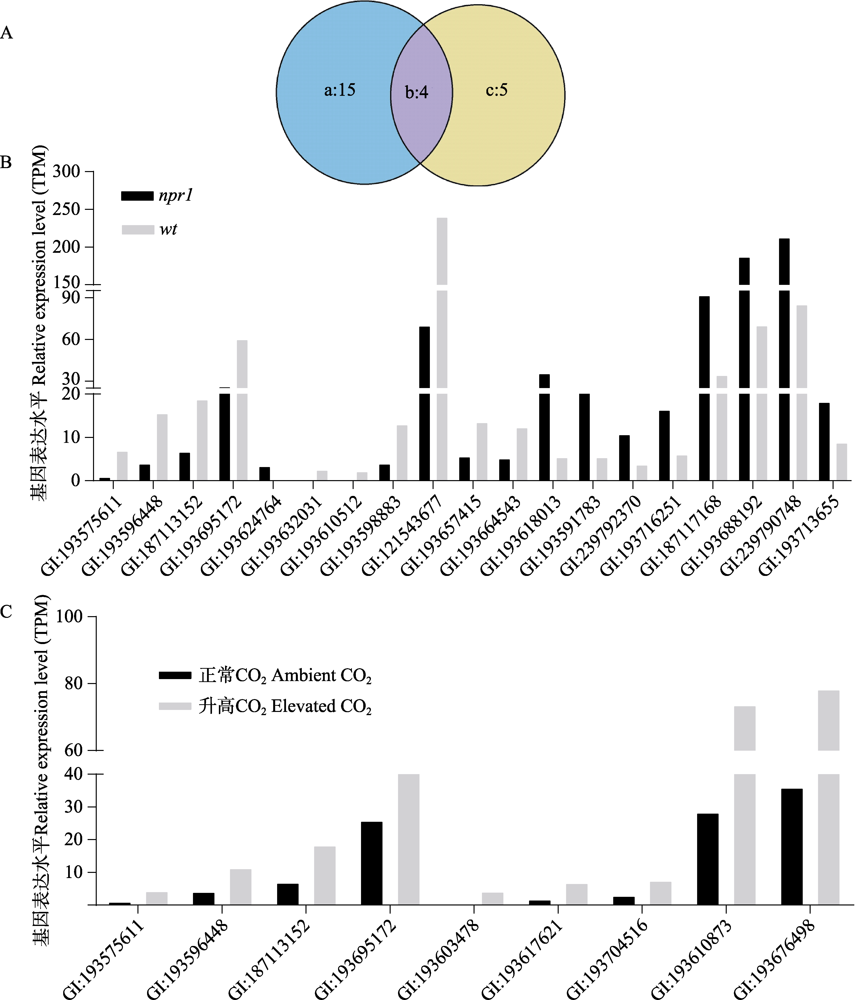 A
a:15
b:4
c:5
B
基因表达水平 Relative expression level (TPM)
300
250
200
150
90
60
30
20
20
10
0
npr1
wt
GI:193575611
GI:193596448
GI:187113152
GI:193695172
GI:193624764
GI:193632031
GI:193610512
GI:193598883
GI:121543677
GI:193657415
GI:193664543
GI:193618013
GI:193591783
GI:239792370
GI:193716251
GI:187117168
GI:193688192
GI:239790748
GI:193713655
C
基因表达水平Relative expression level (TPM)
100
80
60
40
30
20
10
正常CO₂ Ambient CO₂
升高CO₂ Elevated CO₂
GI:193575611
GI:193596448
GI:187113152
GI:193695172
GI:193603478
GI:193617621
GI:193704516
GI:193610873
GI:193676498